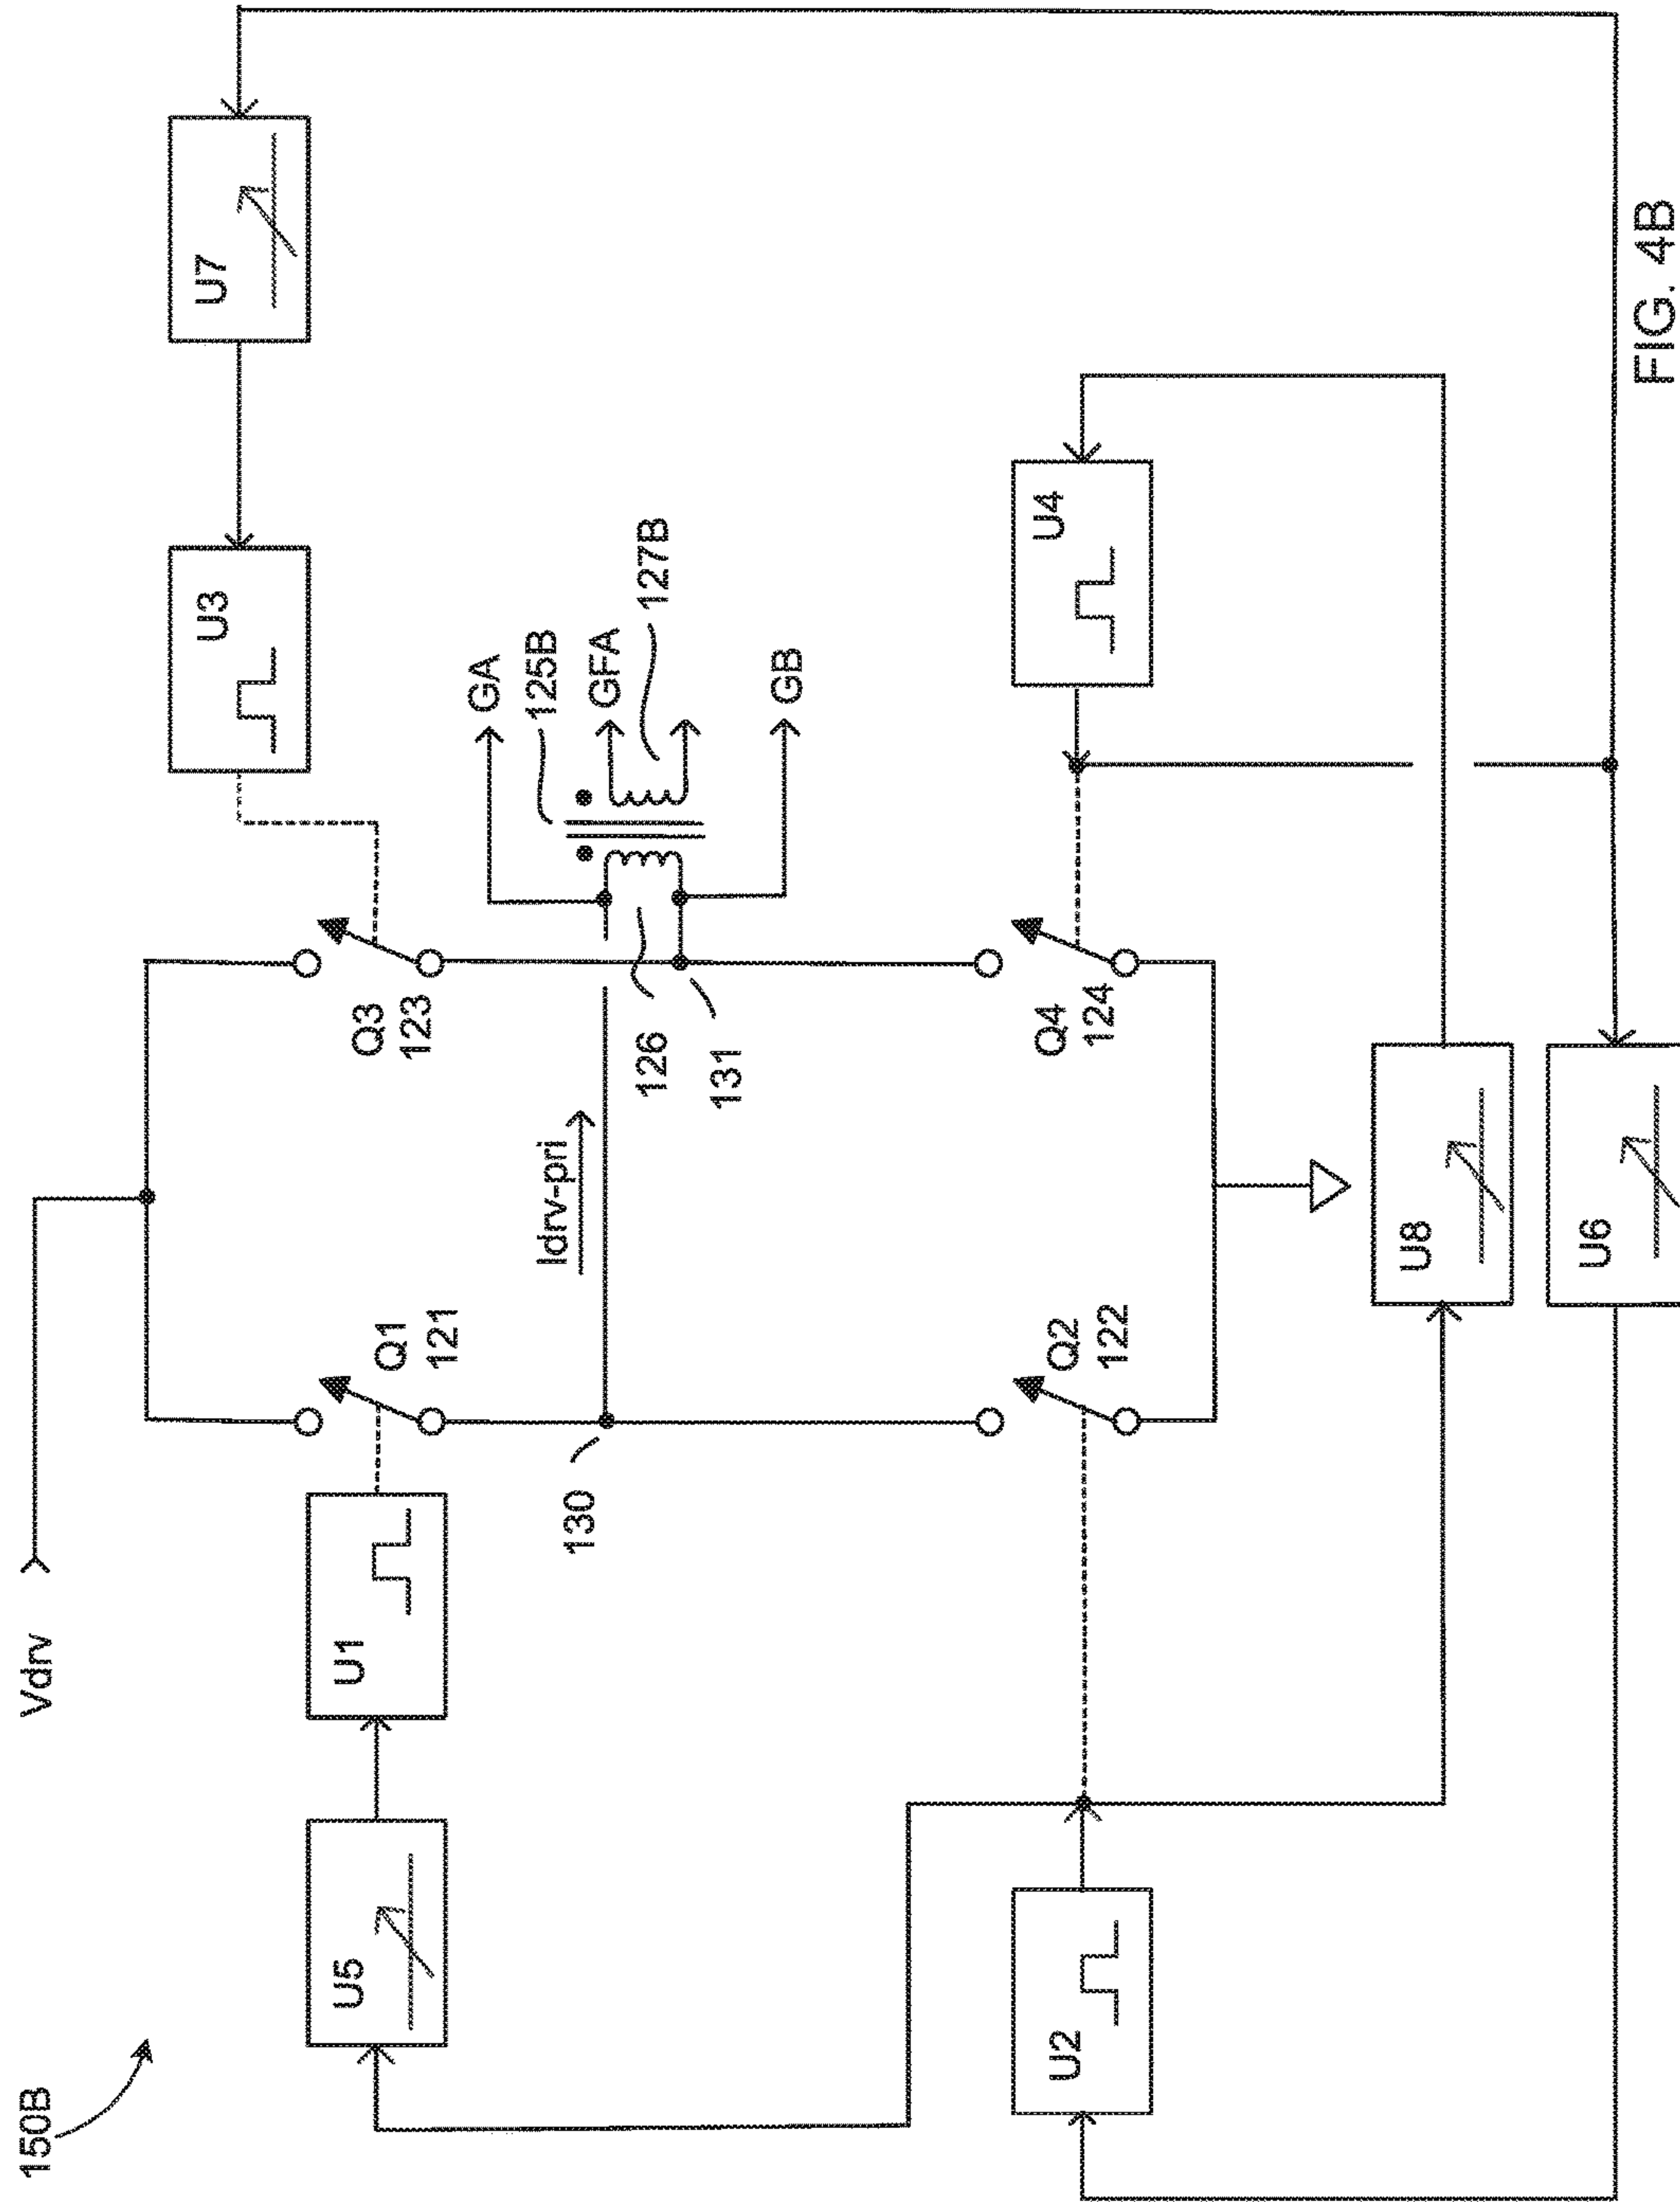 150B
Vdrv
U5
U1
Q1
121
Q3
123
U3
U7
Idrv-pri
130
126
131
GA
125B
GFA
127B
GB
U2
Q2
122
Q4
124
U4
U8
U6
FIG. 4B